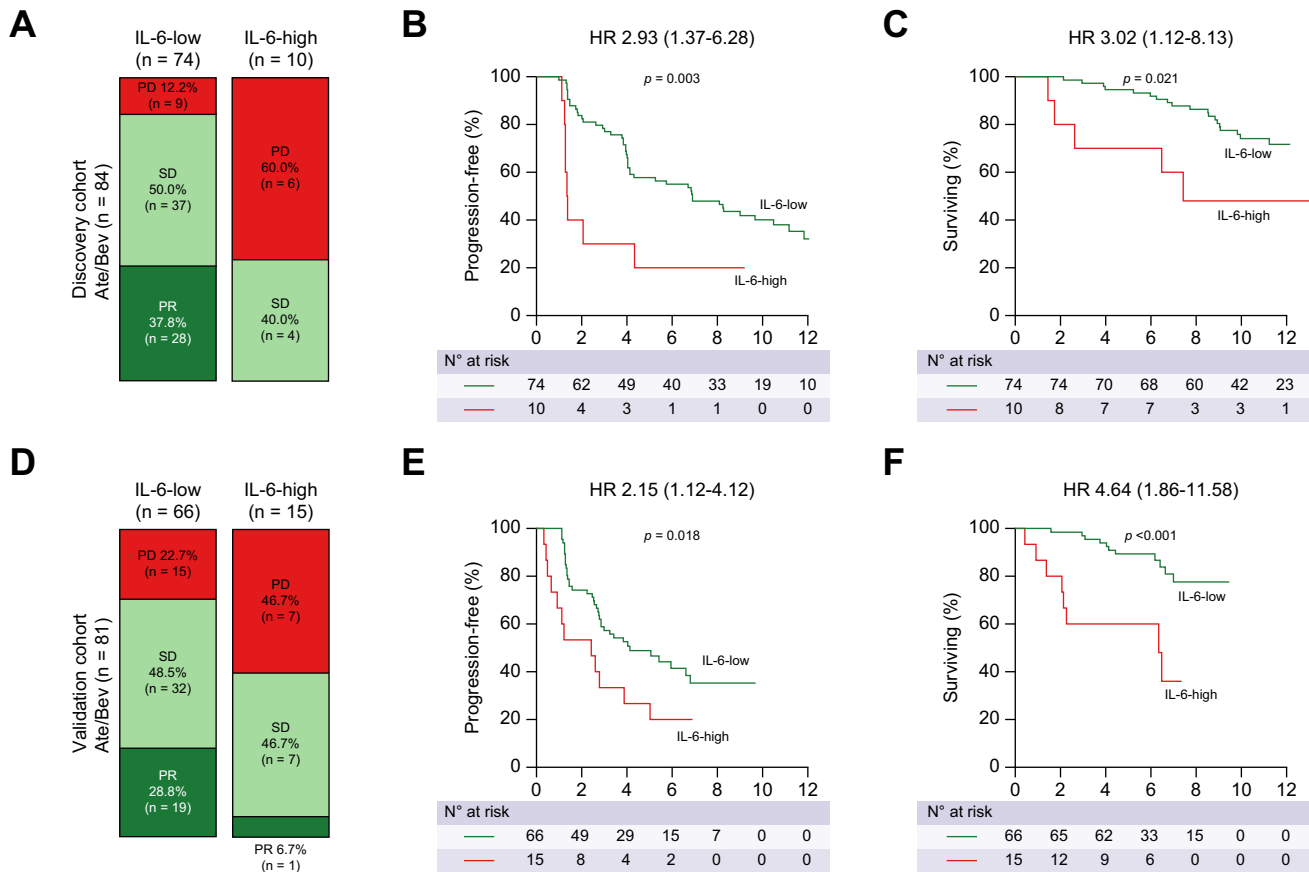 A
IL-6-low
(n = 74)
IL-6-high
(n = 10)
Discovery cohort
Ate/Bev (n = 84)
PD 12.2%
(n = 9)
SD
50.0%
(n = 37)
PR
37.8%
(n = 28)
PD
60.0%
(n = 6)
SD
40.0%
(n = 4)
B
HR 2.93 (1.37-6.28)
p = 0.003
Progression-free (%)
100
80
60
40
20
0
IL-6-low
IL-6-high
0 2 4 6 8 10 12
N° at risk
74 62 49 40 33 19 10
10 4 3 1 1 0 0
C
HR 3.02 (1.12-8.13)
p = 0.021
Surviving (%)
100
80
60
40
20
0
IL-6-low
IL-6-high
0 2 4 6 8 10 12
N° at risk
74 74 70 68 60 42 23
10 8 7 7 3 3 1
D
IL-6-low
(n = 66)
IL-6-high
(n = 15)
Validation cohort
Ate/Bev (n = 81)
PD 22.7%
(n = 15)
SD
48.5%
(n = 32)
PR
28.8%
(n = 19)
PD
46.7%
(n = 7)
SD
46.7%
(n = 7)
PR 6.7%
(n = 1)
E
HR 2.15 (1.12-4.12)
p = 0.018
Progression-free (%)
100
80
60
40
20
0
IL-6-low
IL-6-high
0 2 4 6 8 10 12
N° at risk
66 49 29 15 7 0 0
15 8 4 2 0 0 0
F
HR 4.64 (1.86-11.58)
p <0.001
Surviving (%)
100
80
60
40
20
0
IL-6-low
IL-6-high
0 2 4 6 8 10 12
N° at risk
66 65 62 33 15 0 0
15 12 9 6 0 0 0